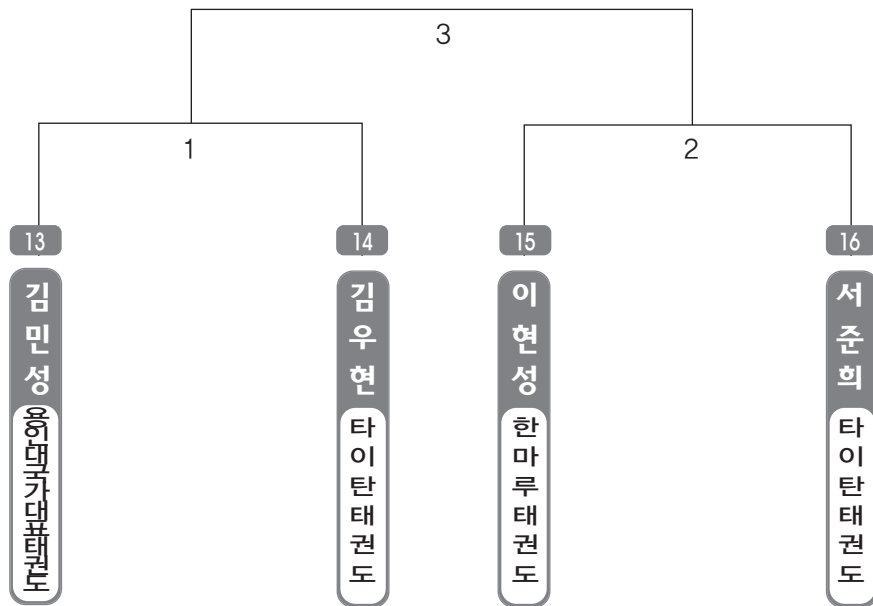 3
1
2
13
14
15
16
김민성
김우현
이현성
서준희
용인대국가대표태권도
타이탄태권도
한마루태권도
타이탄태권도